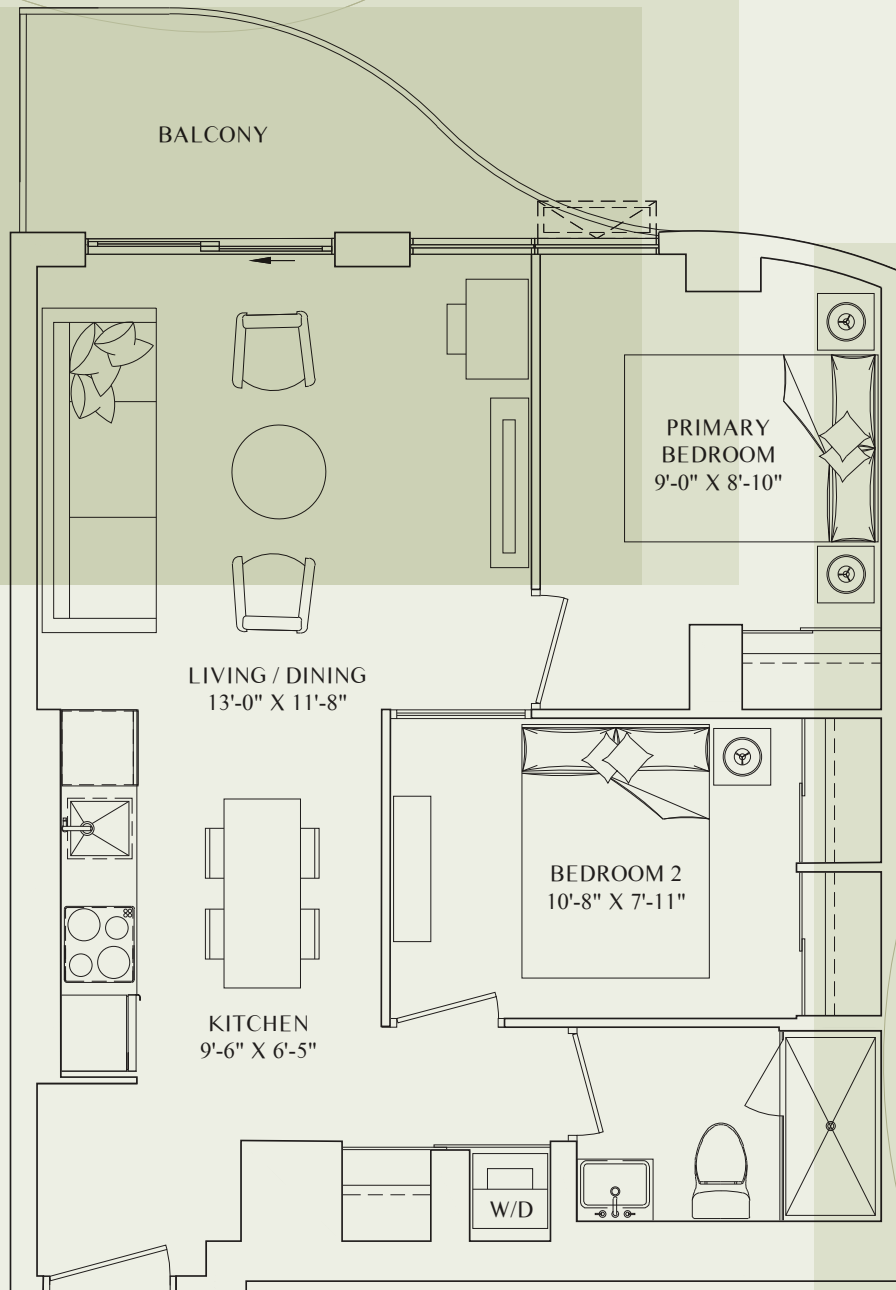 BALCONY
PRIMARY
BEDROOM
9'-0" X 8'-10"
LIVING / DINING
13'-0" X 11'-8"
BEDROOM 2
10'-8" X 7'-11"
KITCHEN
9'-6" X 6'-5"
W/D